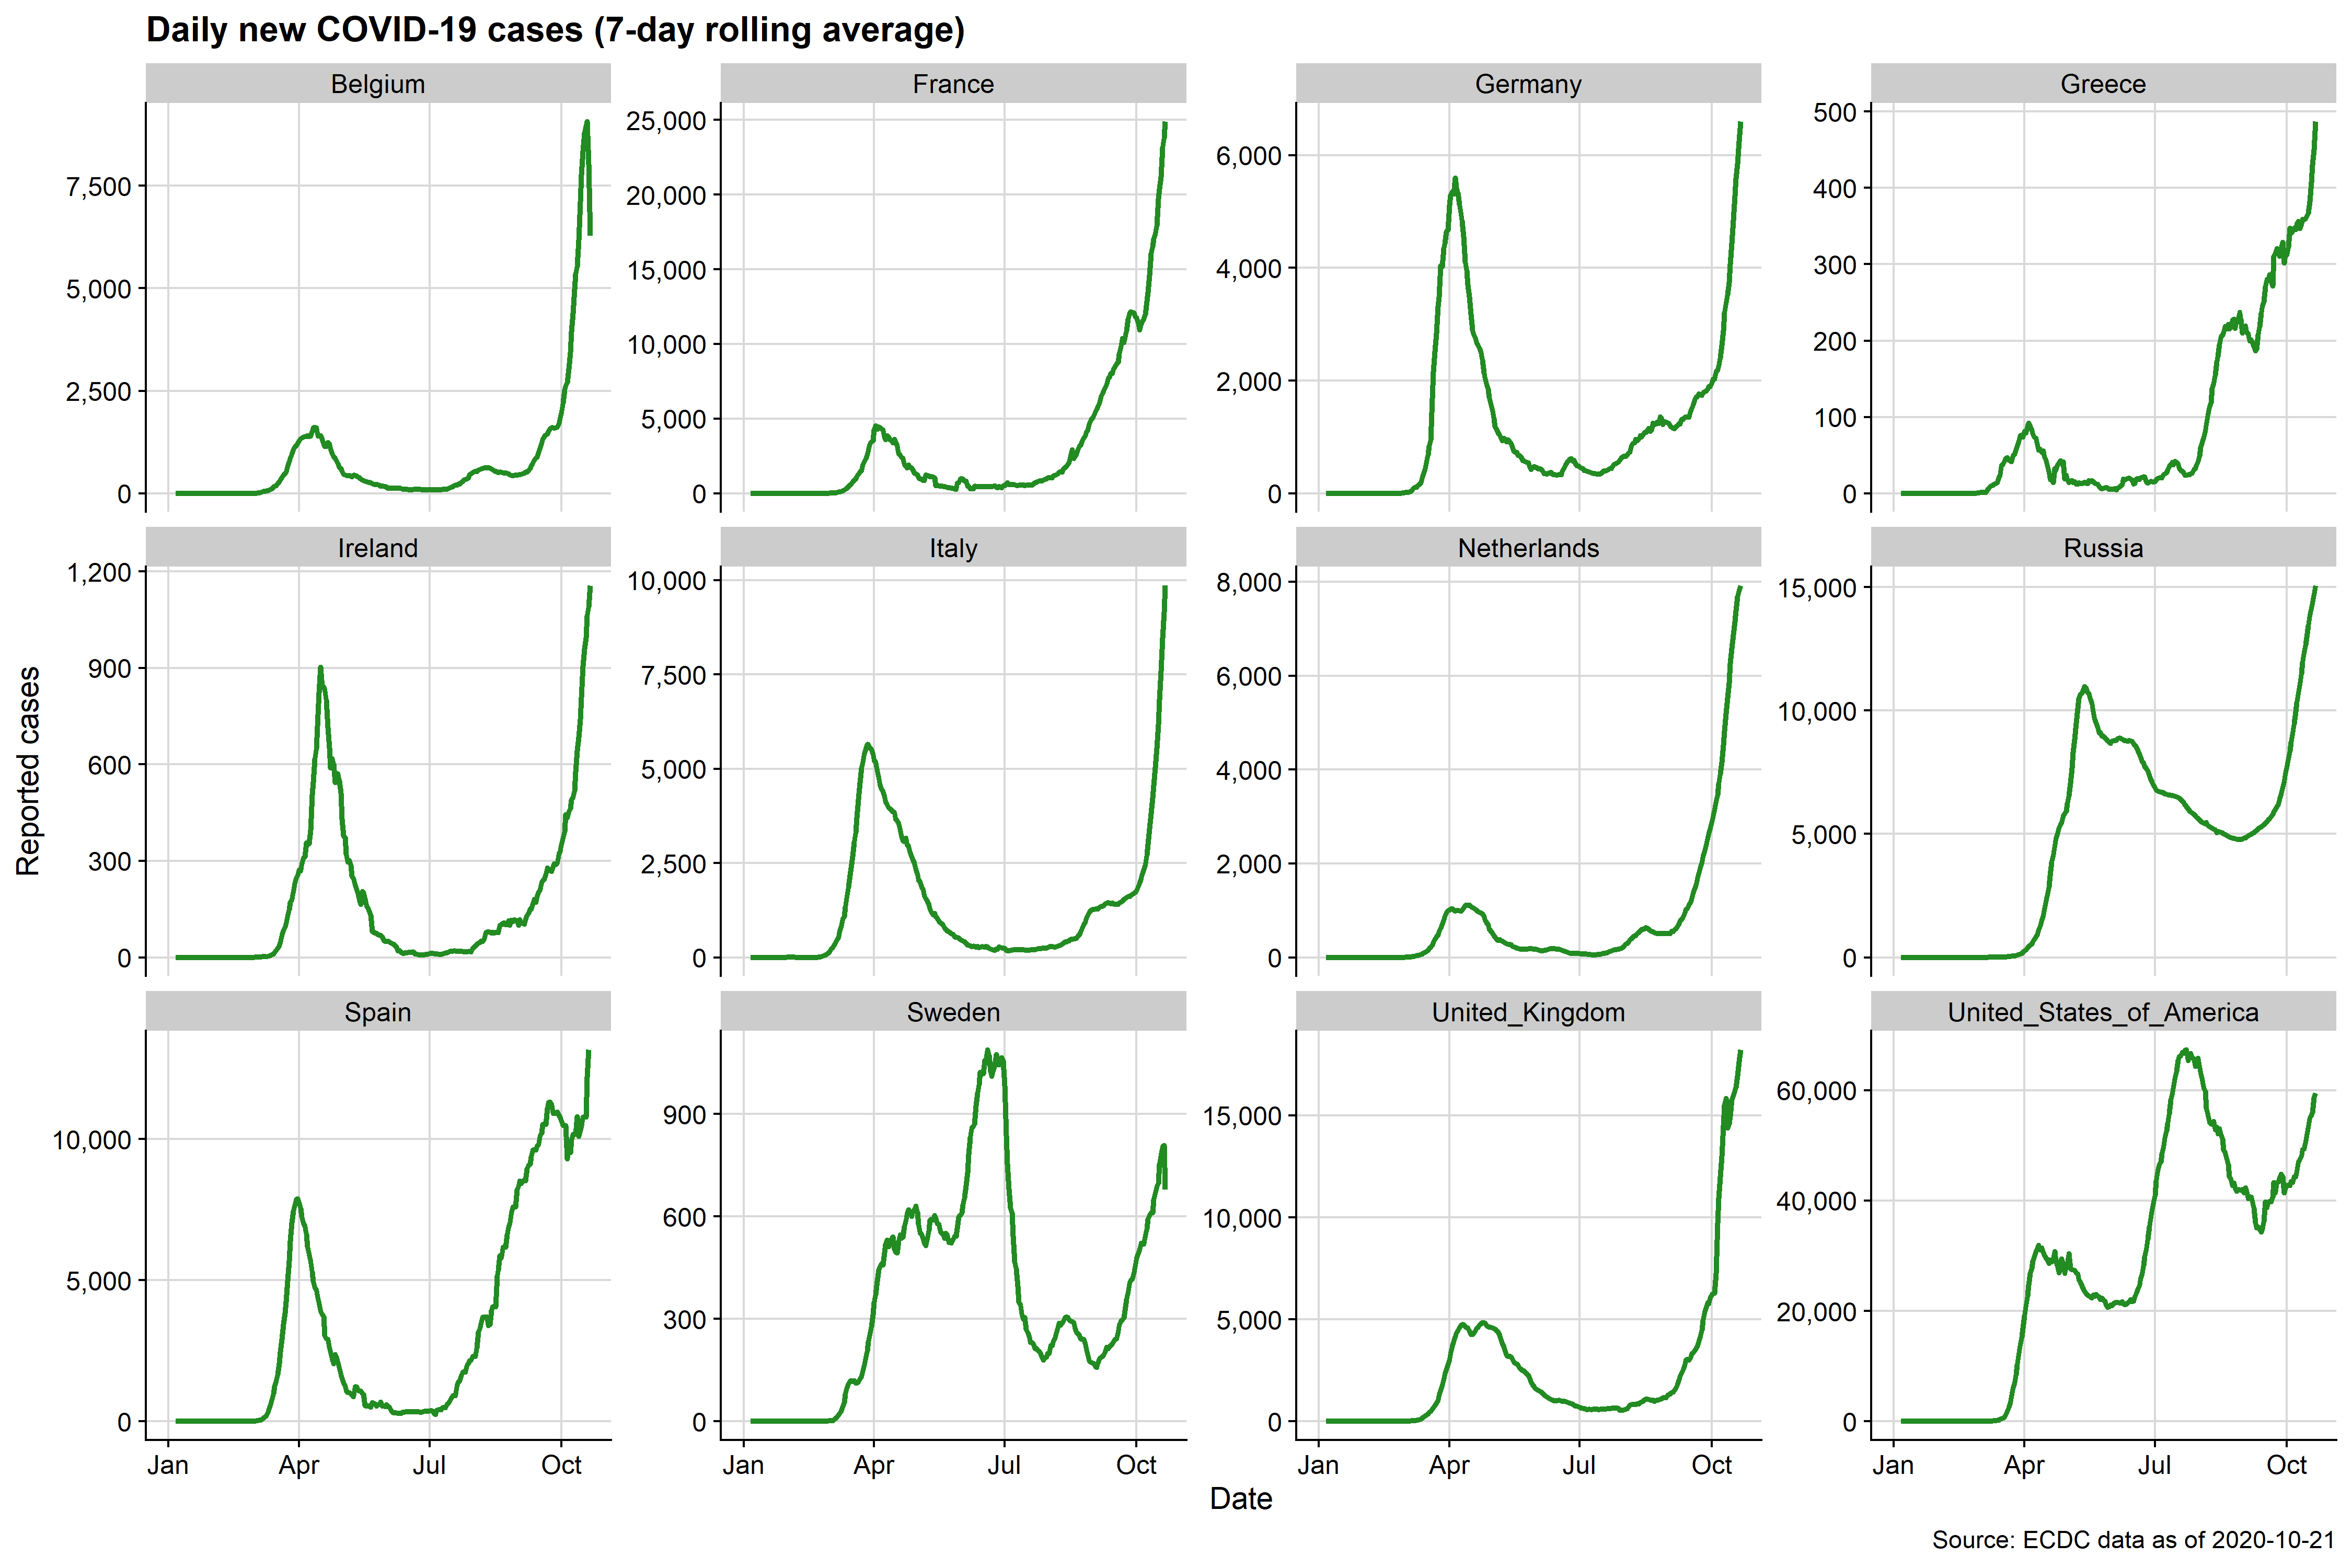 Daily new COVID-19 cases (7-day rolling average)
Belgium
7,500
5,000
2,500
0
France
25,000
20,000
15,000
10,000
5,000
0
Germany
6,000
4,000
2,000
0
Greece
500
400
300
200
100
0
Reported cases
Ireland
1,200
900
600
300
0
Italy
10,000
7,500
5,000
2,500
0
Netherlands
8,000
6,000
4,000
2,000
0
Russia
15,000
10,000
5,000
0
Spain
10,000
5,000
0
Jan Apr Jul Oct
Sweden
900
600
300
0
Jan Apr Jul Oct
United_Kingdom
15,000
10,000
5,000
0
Jan Apr Jul Oct
United_States_of_America
60,000
40,000
20,000
0
Jan Apr Jul Oct
Date
Source: ECDC data as of 2020-10-21